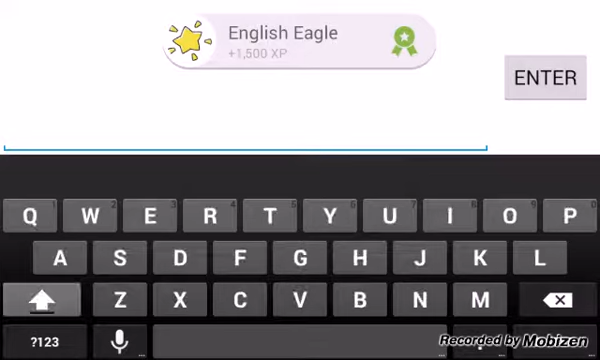 English Eagle
+1,500 XP
ENTER
Q W E R T Y U I O P
A S D F G H J K L
Z X C V B N M
?123
Recorded by Mobizen